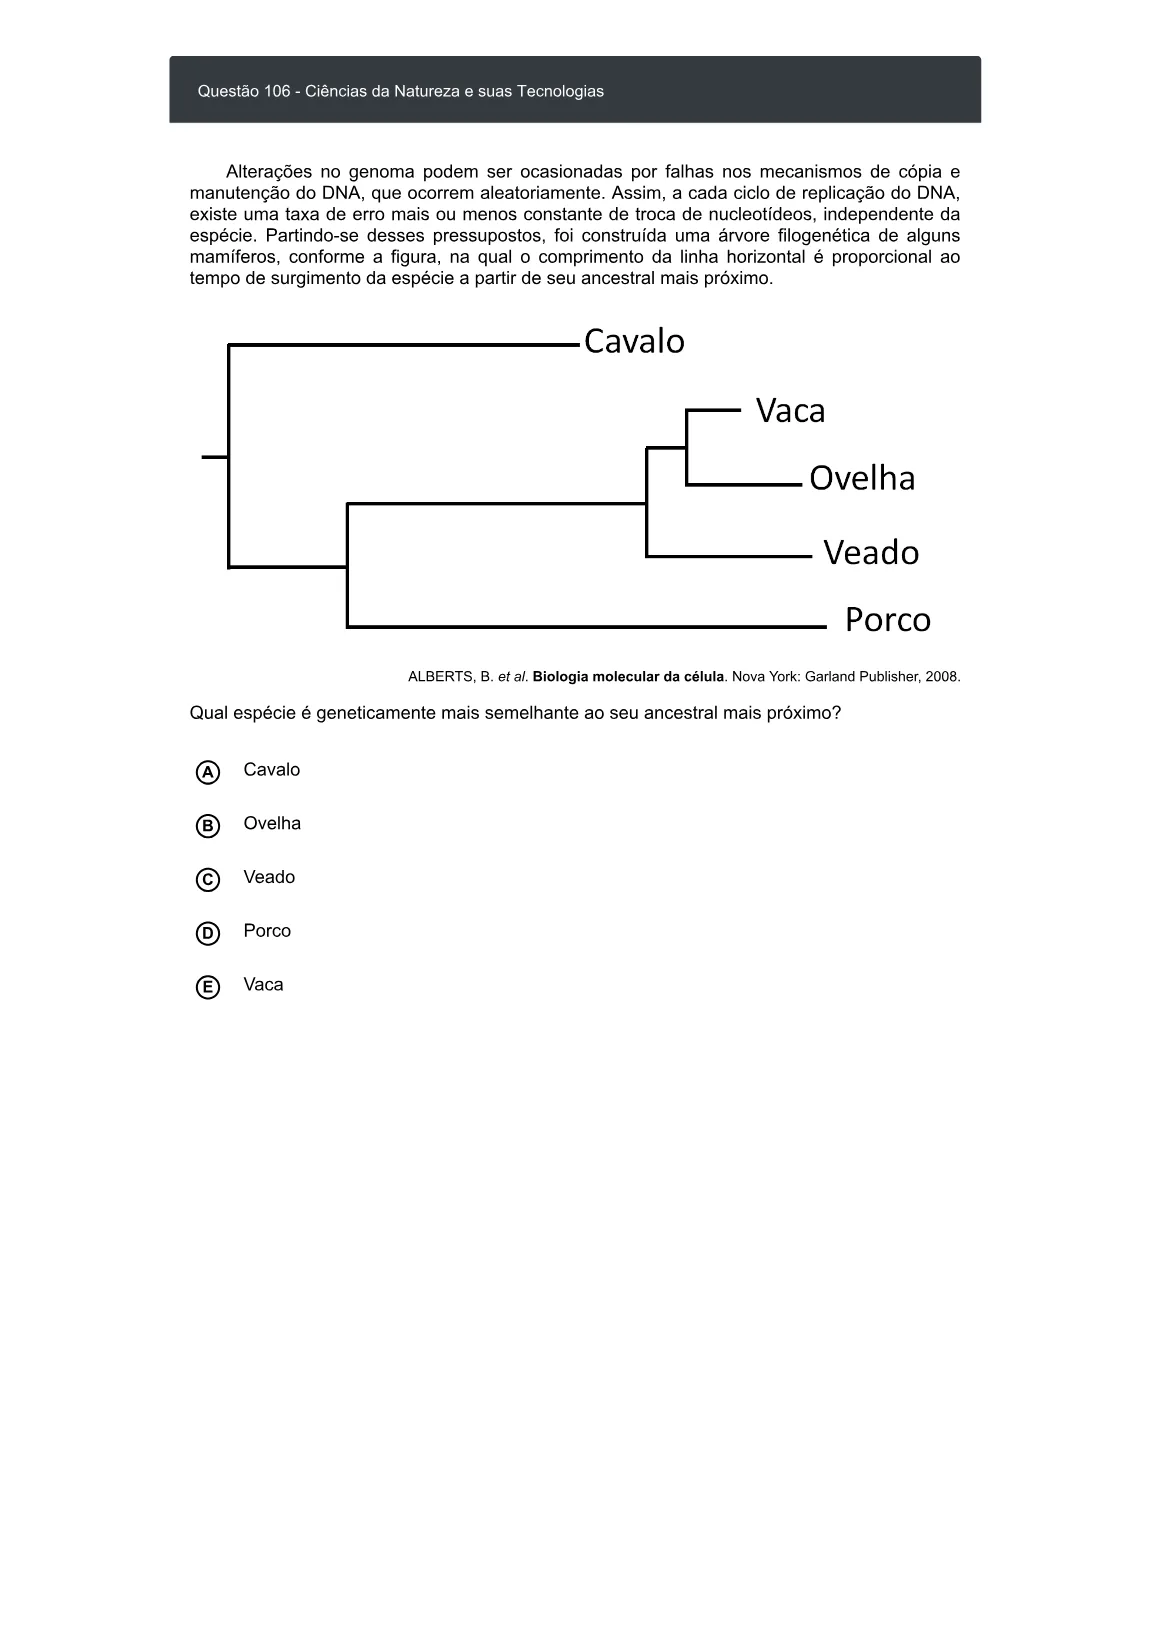 Questão 106 - Ciências da Natureza e suas Tecnologias
Alterações no genoma podem ser ocasionadas por falhas nos mecanismos de cópia e
manutenção do DNA, que ocorrem aleatoriamente. Assim, a cada ciclo de replicação do DNA,
existe uma taxa de erro mais ou menos constante de troca de nucleotídeos, independente da
espécie. Partindo-se desses pressupostos, foi construída uma árvore filogenética de alguns
mamíferos, conforme a figura, na qual o comprimento da linha horizontal é proporcional ao
tempo de surgimento da espécie a partir de seu ancestral mais próximo.
Cavalo
Vaca
Ovelha
Veado
Porco
ALBERTS, B. et al. Biologia molecular da célula. Nova York: Garland Publisher, 2008.
Qual espécie é geneticamente mais semelhante ao seu ancestral mais próximo?
A Cavalo
B Ovelha
C Veado
D Porco
E Vaca